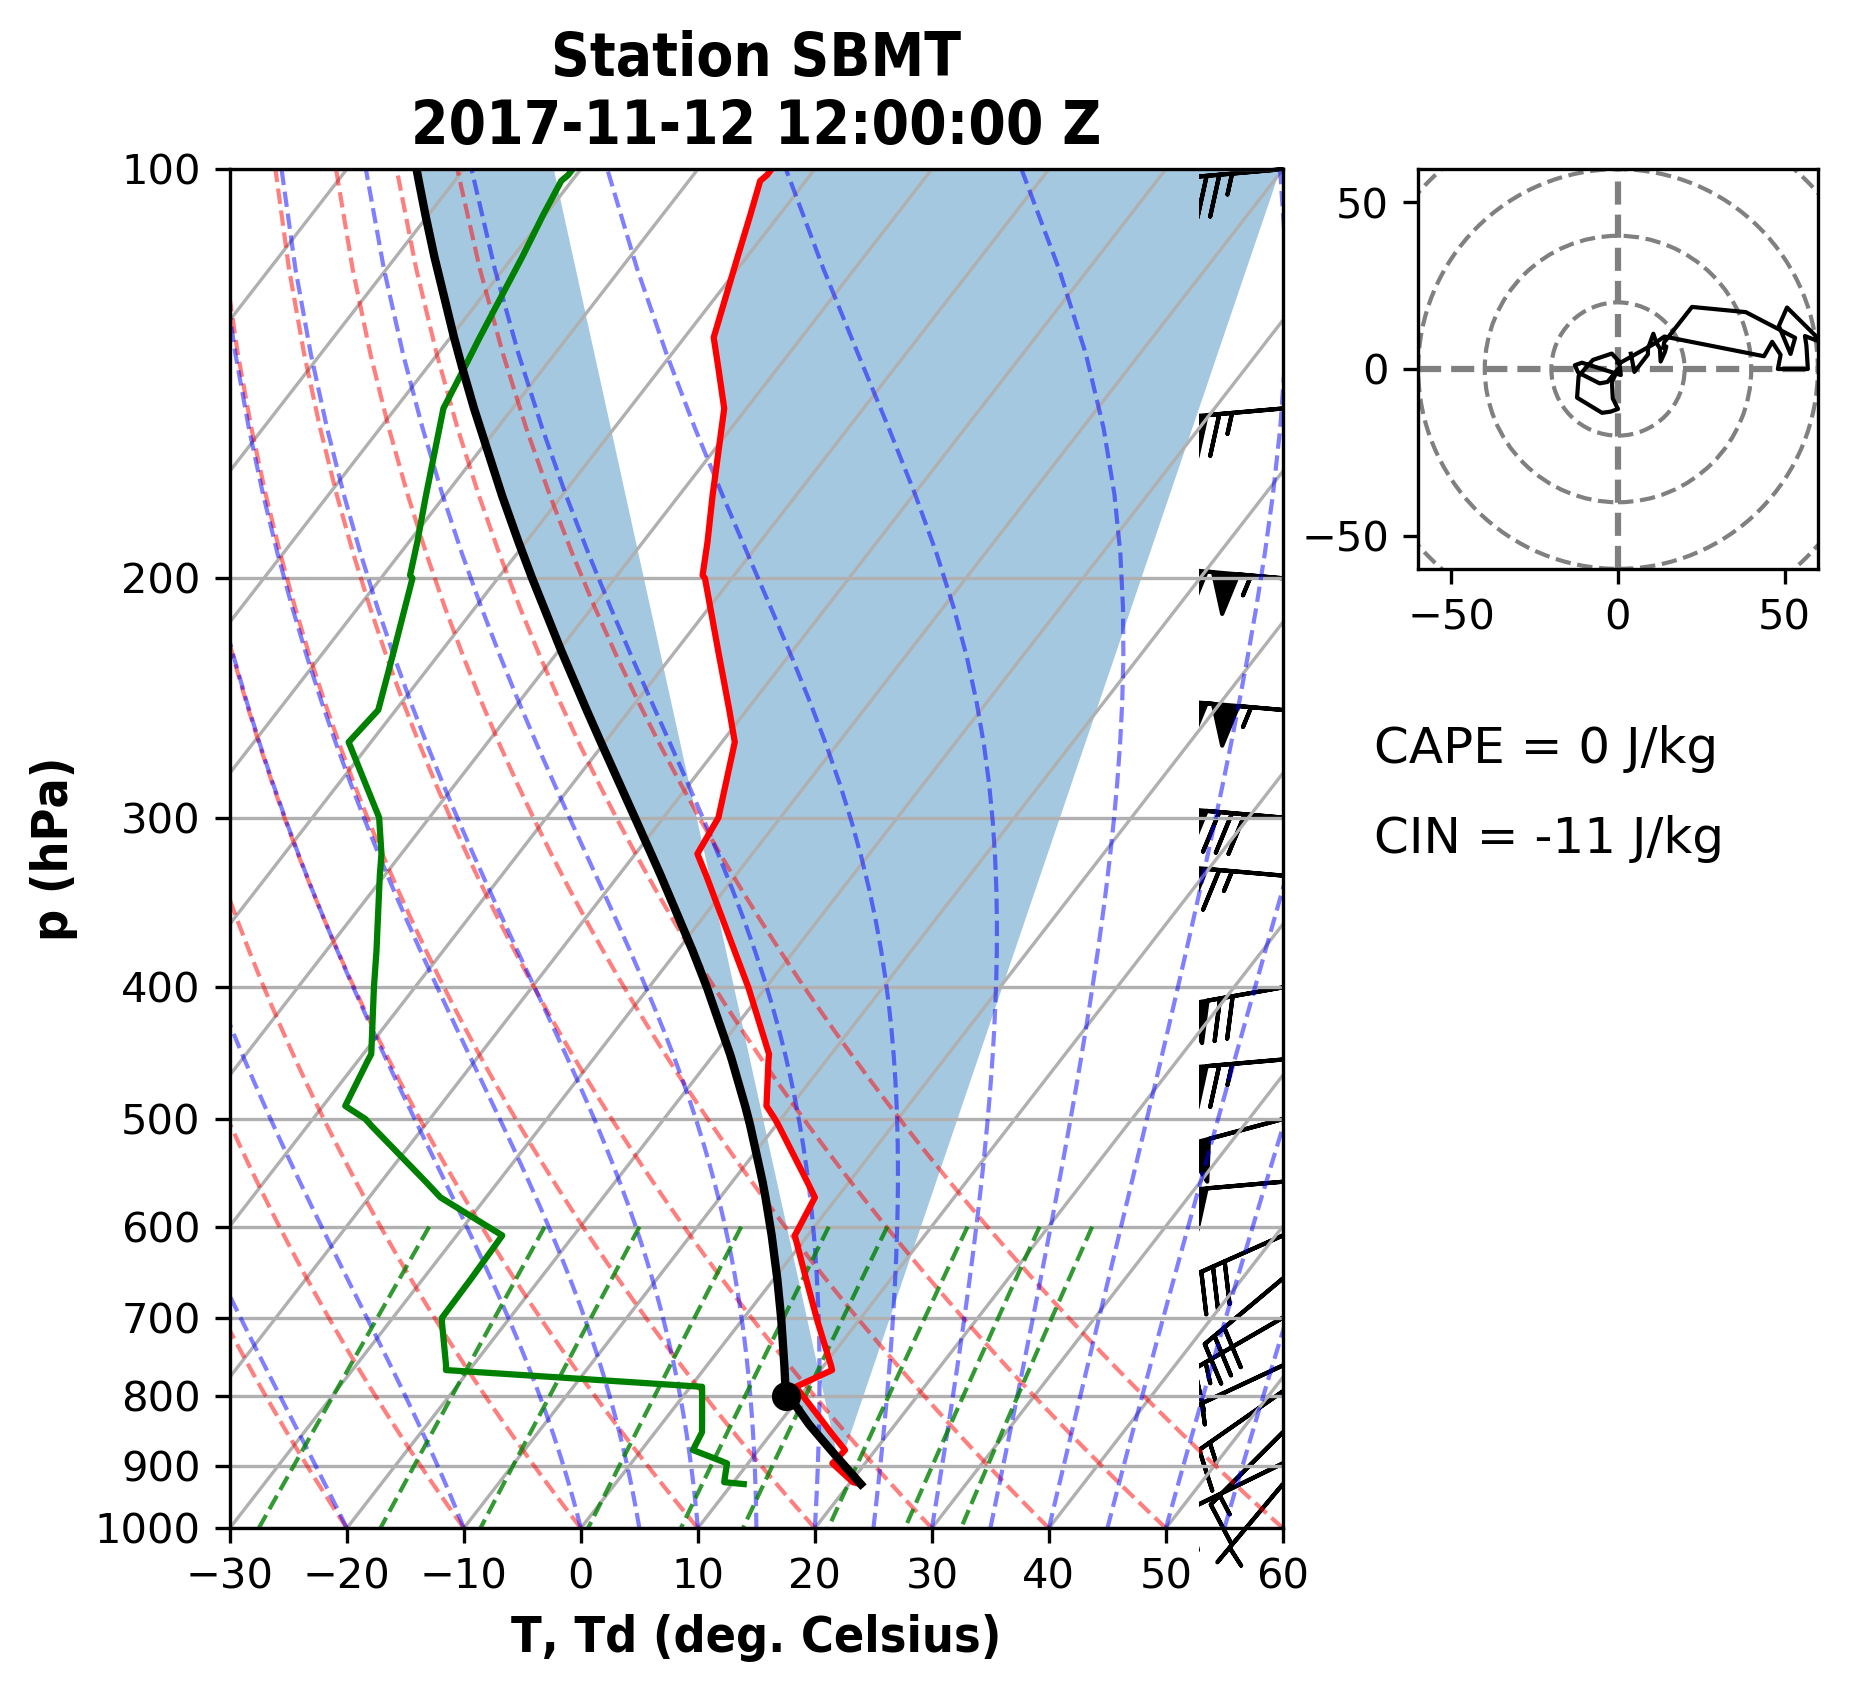 Station SBMT
2017-11-12 12:00:00 Z
100
200
300
400
500
600
700
800
900
1000
p (hPa)
−30 −20 −10 0 10 20 30 40 50 60
T, Td (deg. Celsius)
50
0
−50
−50 0 50
CAPE = 0 J/kg
CIN = -11 J/kg